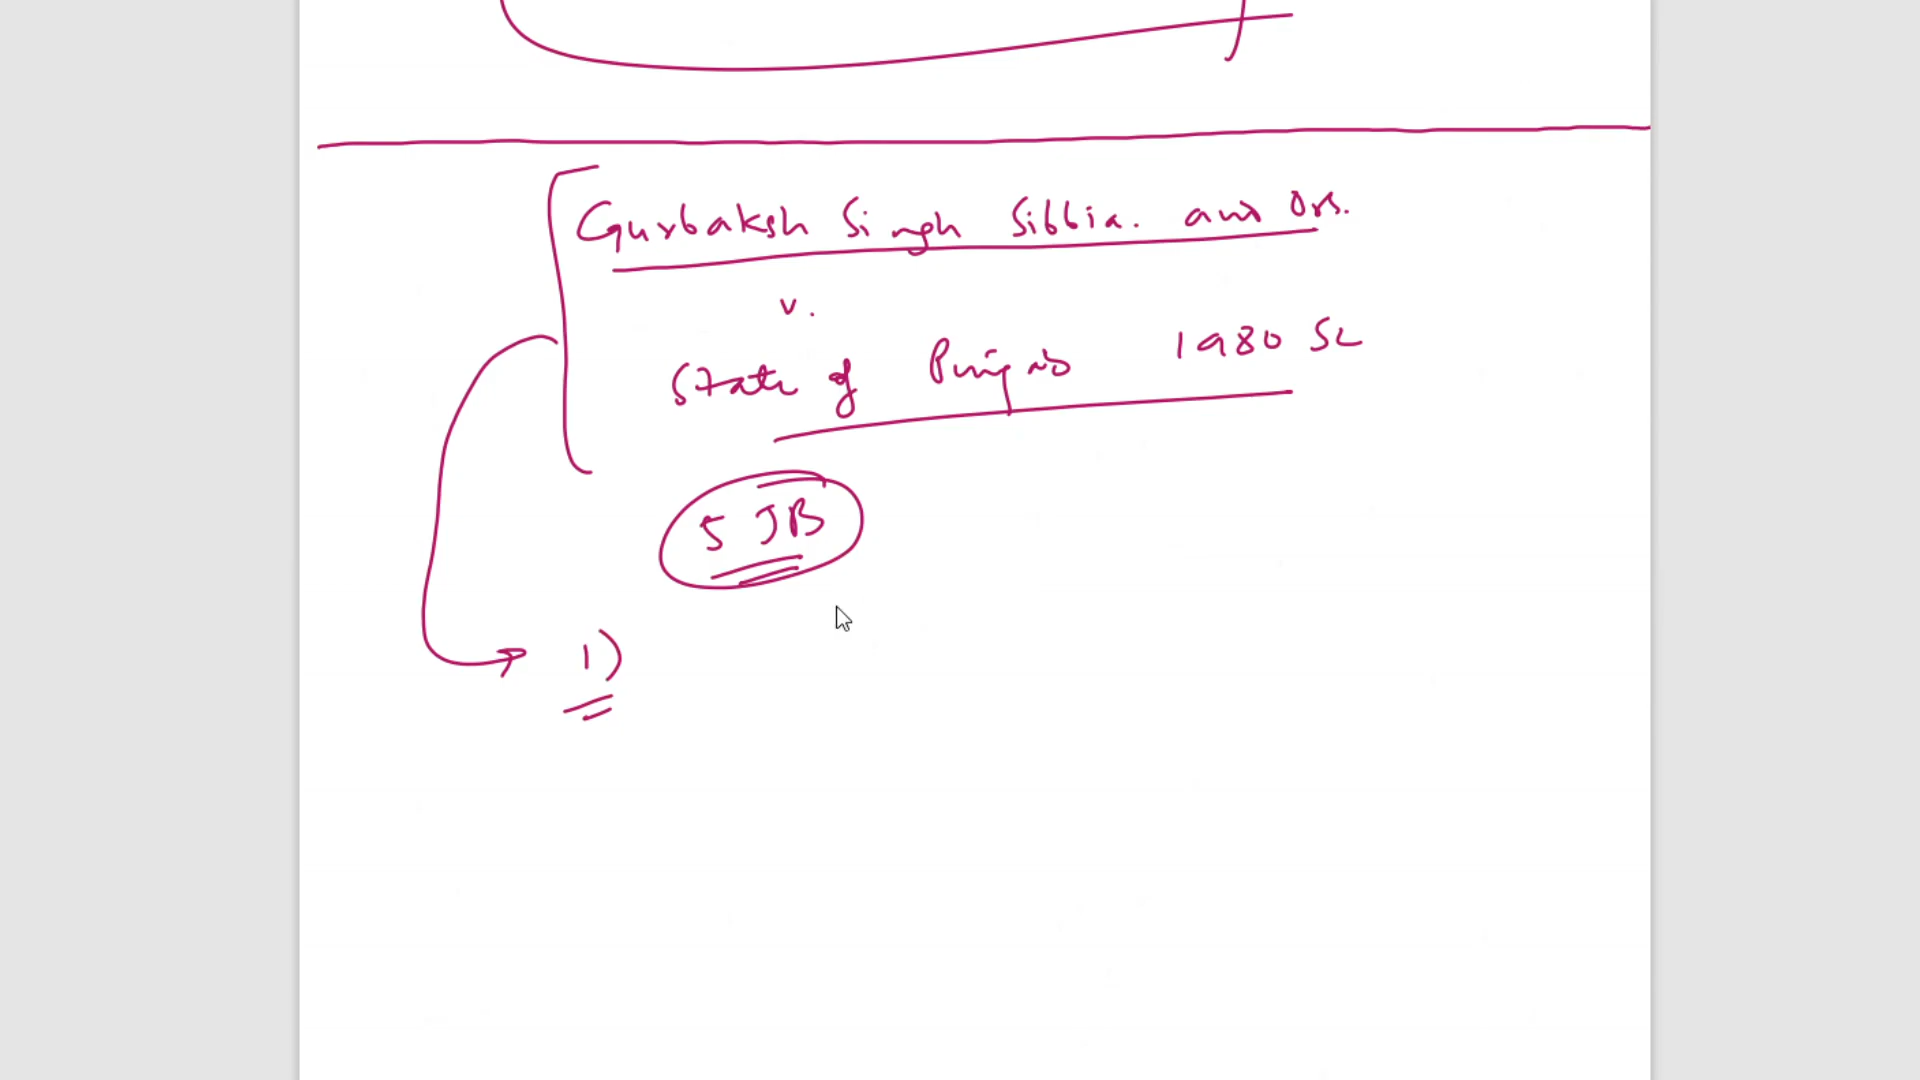 Gurbaksh Singh Sibbia. and Ors.
v.
State of Punjab 1980 SC
5 JB
1)